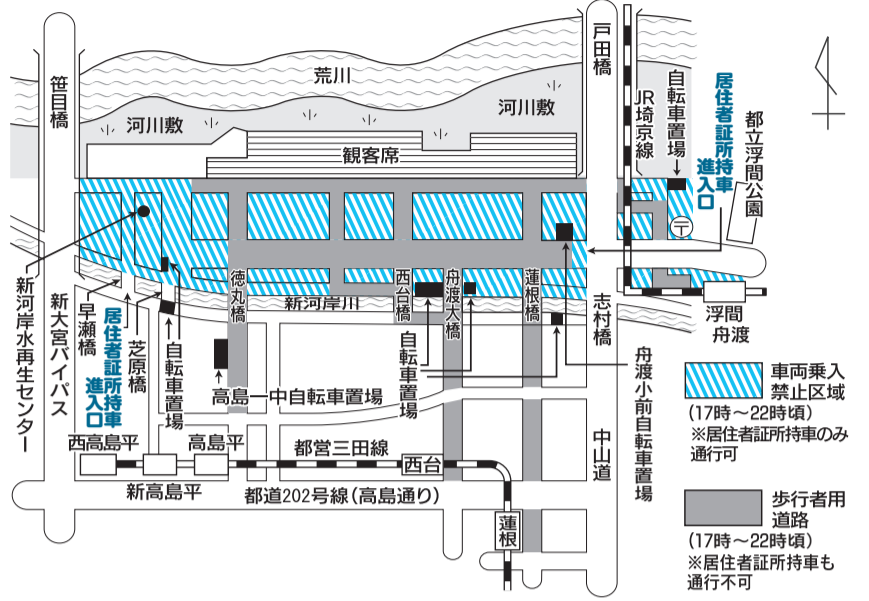 笹目橋
荒川
河川敷
河川敷
観客席
戸田橋
JR埼京線
自転車置場
居住者証所持車
進入口
都立浮間公園
〒
新河岸水再生センター
新大宮バイパス
早瀬橋
居住者証所持車
進入口
芝原橋
自転車置場
徳丸橋
新河岸川
西台橋
舟渡大橋
蓮根橋
志村橋
浮間
舟渡
高島一中自転車置場
自転車置場
舟渡小前自転車置場
中山道
西高島平
新高島平
高島平
都営三田線
西台
蓮根
都道202号線(高島通り)
車両乗入
禁止区域
(17時~22時頃)
※居住者証所持車のみ
通行可
歩行者用
道路
(17時~22時頃)
※居住者証所持車も
通行不可